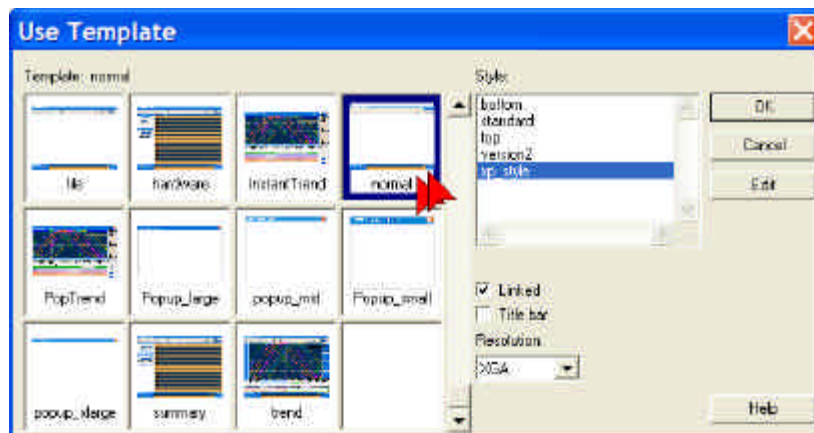 Use Template
Template: normal
Style:
file
hardware
InstantTrend
normal
PopTrend
Popup_large
popup_mid
Popup_small
popup_xlarge
summary
trend
bottom
standard
top
version2
xp_style
Linked
Title bar
Resolution
XGA
OK
Cancel
Edit
Help